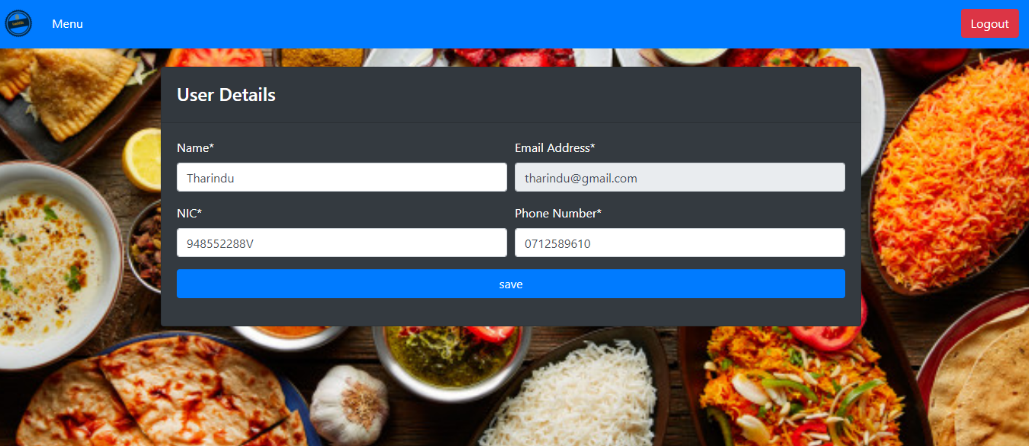 Menu
Logout
User Details
Name*
Email Address*
Tharindu
tharindu@gmail.com
NIC*
Phone Number*
948552288V
0712589610
save